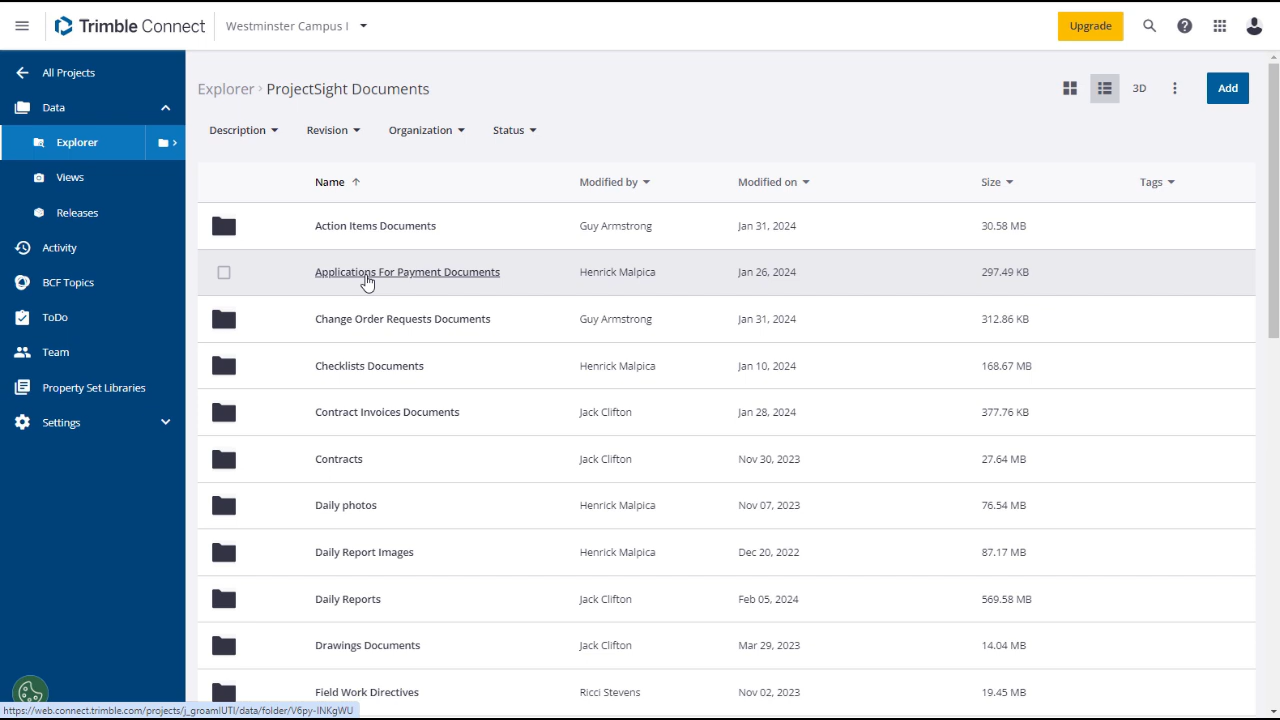 Trimble Connect
Westminster Campus I
Upgrade
All Projects
Data
Explorer
Views
Releases
Activity
BCF Topics
ToDo
Team
Property Set Libraries
Settings
Explorer › ProjectSight Documents
3D
Add
Description Revision Organization Status
Name Modified by Modified on Size Tags
Action Items Documents Guy Armstrong Jan 31, 2024 30.58 MB
Applications For Payment Documents Henrick Malpica Jan 26, 2024 297.49 KB
Change Order Requests Documents Guy Armstrong Jan 31, 2024 312.86 KB
Checklists Documents Henrick Malpica Jan 10, 2024 168.67 MB
Contract Invoices Documents Jack Clifton Jan 28, 2024 377.76 KB
Contracts Jack Clifton Nov 30, 2023 27.64 MB
Daily photos Henrick Malpica Nov 07, 2023 76.54 MB
Daily Report Images Henrick Malpica Dec 20, 2022 87.17 MB
Daily Reports Jack Clifton Feb 05, 2024 569.58 MB
Drawings Documents Jack Clifton Mar 29, 2023 14.04 MB
Field Work Directives Ricci Stevens Nov 02, 2023 19.45 MB
https://web.connect.trimble.com/projects/j_groamIUTI/data/folder/V6py-INKgWU